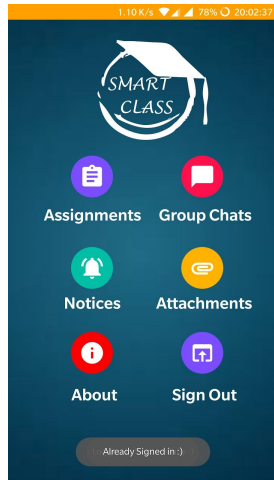 1.10 K/s 78% 20:02:37
SMART
CLASS
Assignments Group Chats
Notices Attachments
About Sign Out
Already Signed in :)